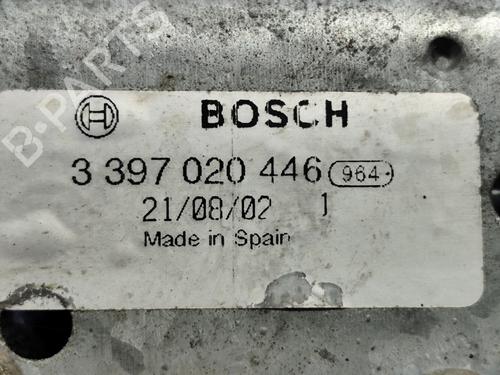 B-PARTS
BOSCH
3 397 020 446 964
21/08/02 1
Made in Spain